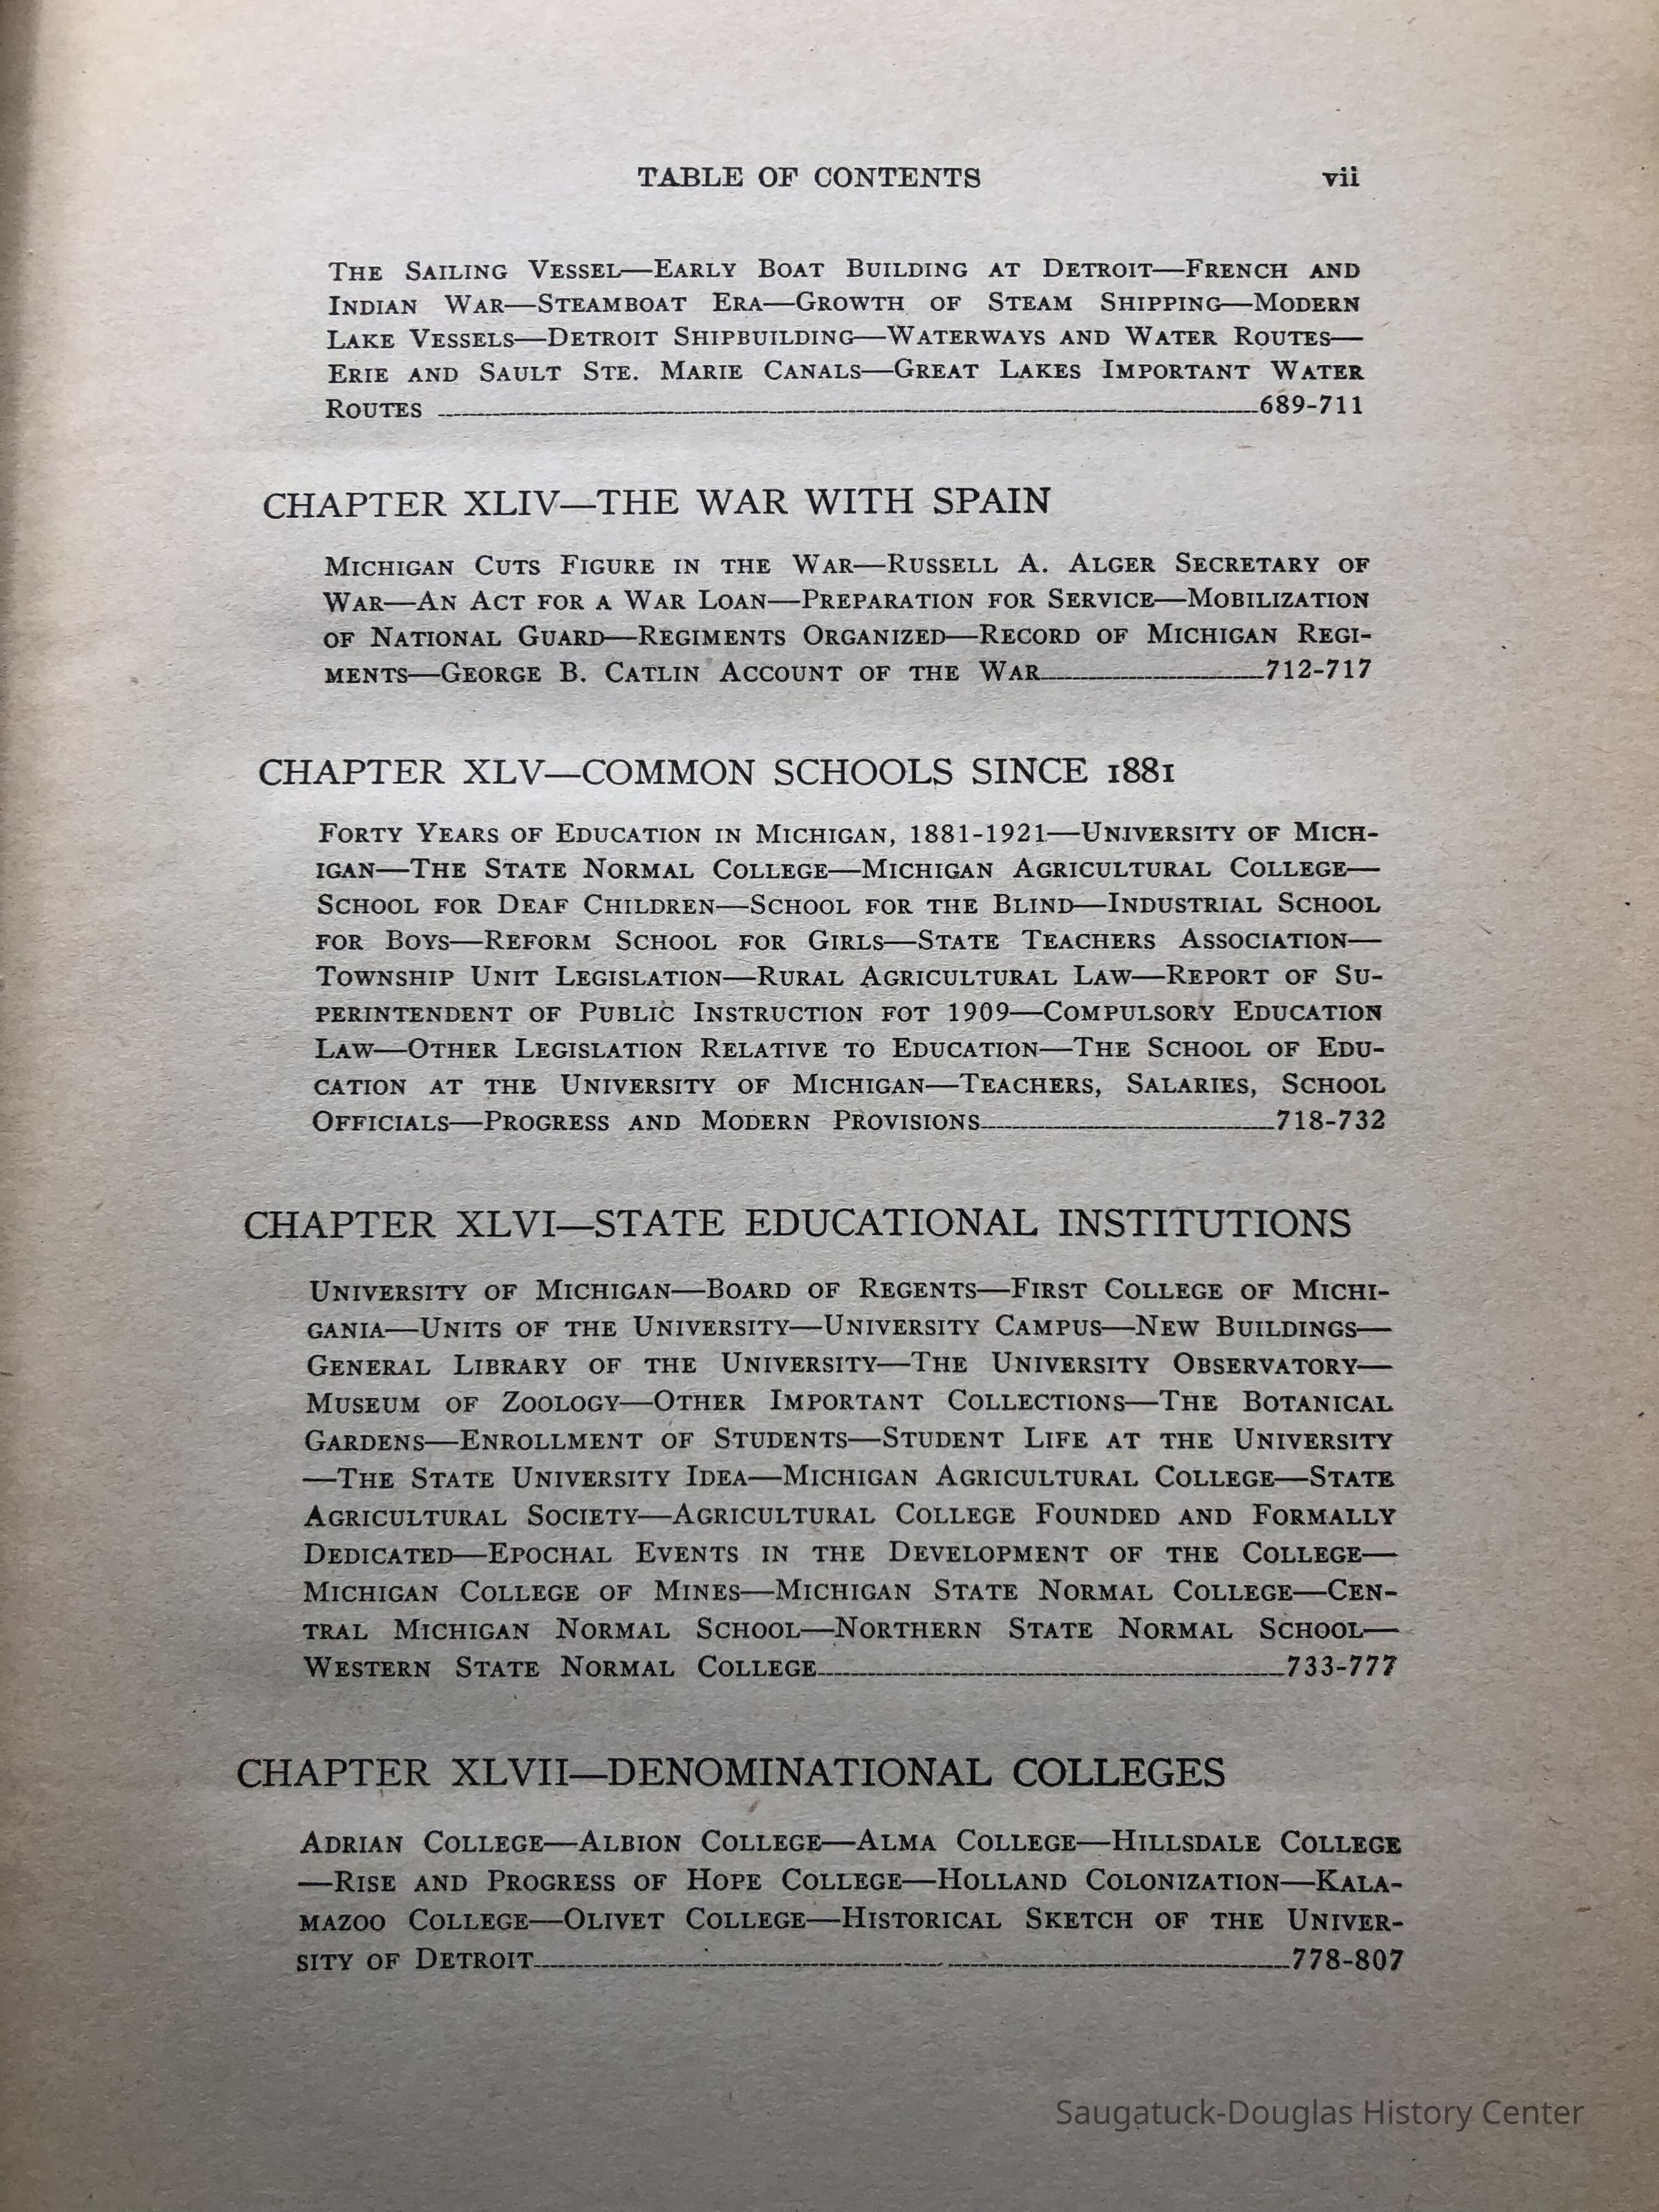 TABLE OF CONTENTS vii
The Sailing Vessel—Early Boat Building at Detroit—French and
Indian War—Steamboat Era—Growth of Steam Shipping—Modern
Lake Vessels—Detroit Shipbuilding—Waterways and Water Routes—
Erie and Sault Ste. Marie Canals—Great Lakes Important Water
Routes 689-711
CHAPTER XLIV—THE WAR WITH SPAIN
Michigan Cuts Figure in the War—Russell A. Alger Secretary of
War—An Act for a War Loan—Preparation for Service—Mobilization
of National Guard—Regiments Organized—Record of Michigan Regi-
ments—George B. Catlin Account of the War 712-717
CHAPTER XLV—COMMON SCHOOLS SINCE 1881
Forty Years of Education in Michigan, 1881-1921—University of Mich-
igan—The State Normal College—Michigan Agricultural College—
School for Deaf Children—School for the Blind—Industrial School
for Boys—Reform School for Girls—State Teachers Association—
Township Unit Legislation—Rural Agricultural Law—Report of Su-
perintendent of Public Instruction fot 1909—Compulsory Education
Law—Other Legislation Relative to Education—The School of Edu-
cation at the University of Michigan—Teachers, Salaries, School
Officials—Progress and Modern Provisions 718-732
CHAPTER XLVI—STATE EDUCATIONAL INSTITUTIONS
University of Michigan—Board of Regents—First College of Michi-
gania—Units of the University—University Campus—New Buildings—
General Library of the University—The University Observatory—
Museum of Zoology—Other Important Collections—The Botanical
Gardens—Enrollment of Students—Student Life at the University
—The State University Idea—Michigan Agricultural College—State
Agricultural Society—Agricultural College Founded and Formally
Dedicated—Epochal Events in the Development of the College—
Michigan College of Mines—Michigan State Normal College—Cen-
tral Michigan Normal School—Northern State Normal School—
Western State Normal College 733-777
CHAPTER XLVII—DENOMINATIONAL COLLEGES
Adrian College—Albion College—Alma College—Hillsdale College
—Rise and Progress of Hope College—Holland Colonization—Kala-
mazoo College—Olivet College—Historical Sketch of the Univer-
sity of Detroit 778-807
Saugatuck-Douglas History Center